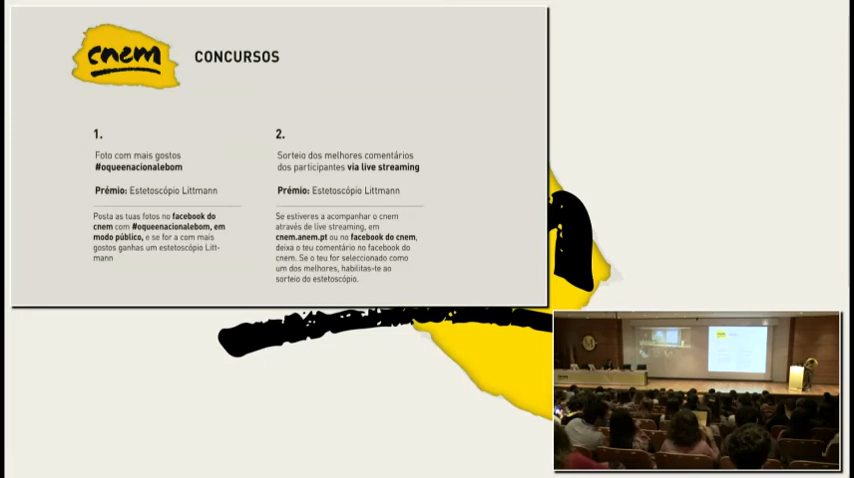 cnem
CONCURSOS
1.
Foto com mais gostos
#oqueenacionalebom
Prémio: Estetoscópio Littmann
Posta as tuas fotos no facebook do
cnem com #oqueenacionalebom, em
modo público, e se for a com mais
gostos ganhas um estetoscópio Litt-
mann
2.
Sorteio dos melhores comentários
dos participantes via live streaming
Prémio: Estetoscópio Littmann
Se estiveres a acompanhar o cnem
através de live streaming, em
cnem.anem.pt ou no facebook do cnem,
deixa o teu comentário no facebook do
cnem. Se o teu for seleccionado como
um dos melhores, habilitas-te ao
sorteio do estetoscópio.